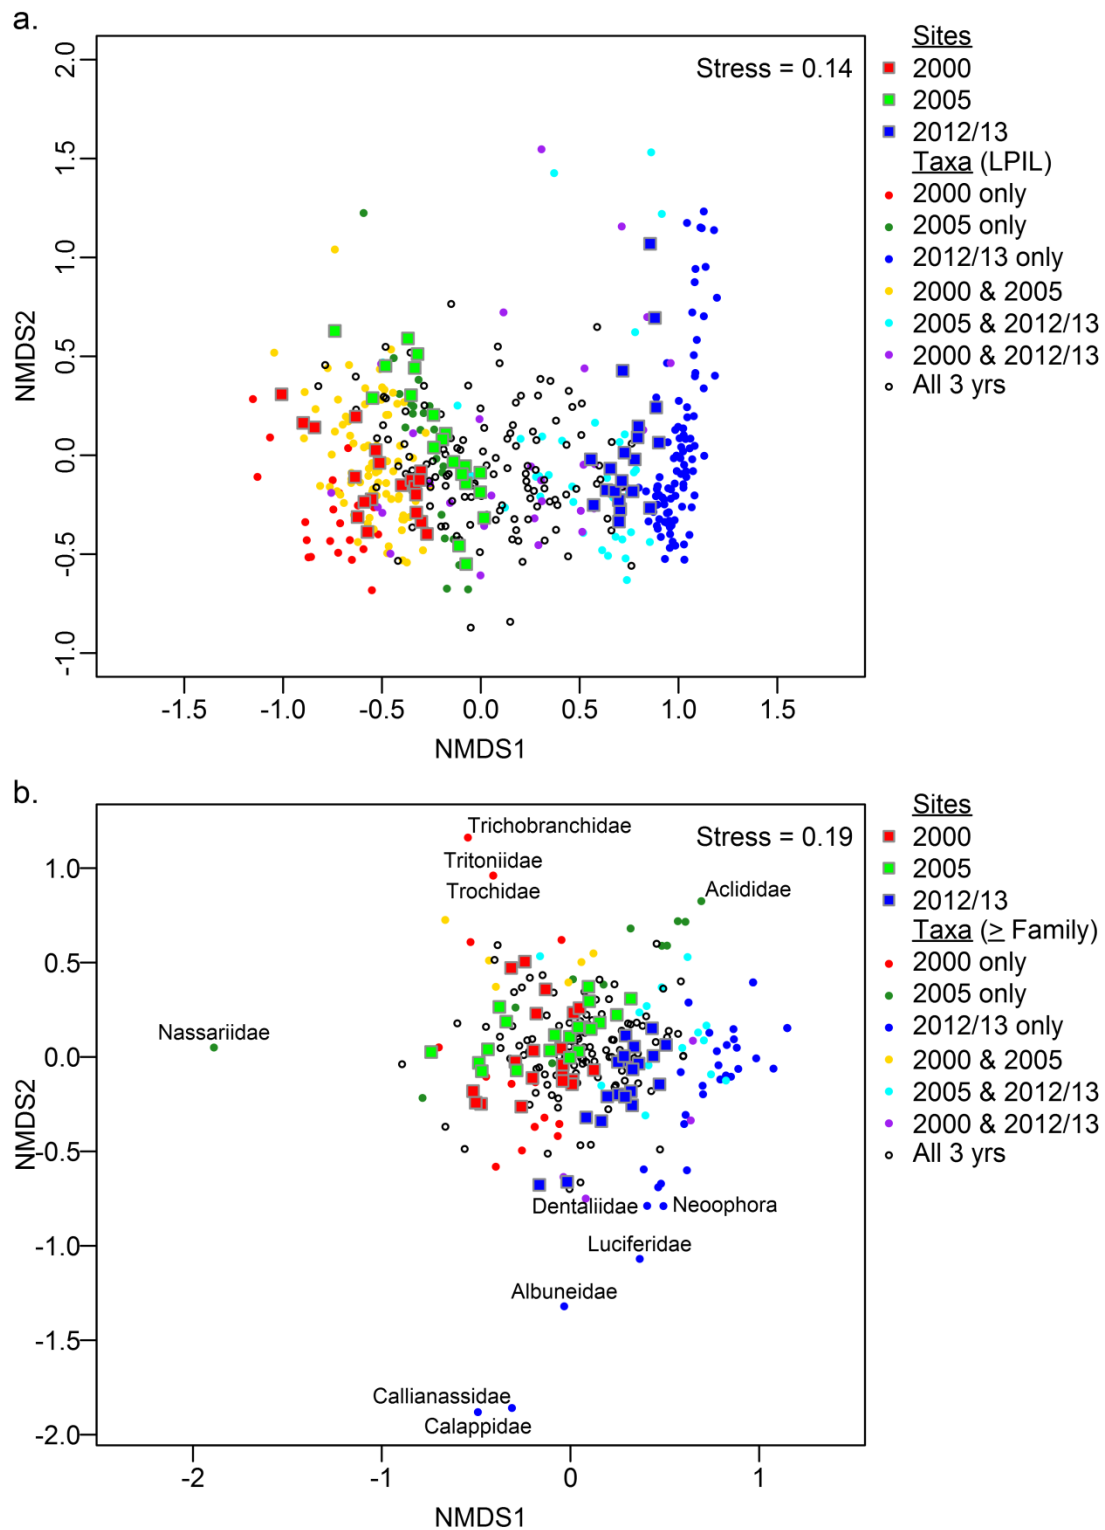 a.
Stress = 0.14
2.0
1.5
1.0
0.5
0.0
-0.5
-1.0
NMDS2
-1.5
-1.0
-0.5
0.0
0.5
1.0
1.5
NMDS1
Sites
2000
2005
2012/13
Taxa (LPIL)
2000 only
2005 only
2012/13 only
2000 & 2005
2005 & 2012/13
2000 & 2012/13
All 3 yrs
b.
Stress = 0.19
Trichobranchidae
Tritoniidae
Trochidae
Aclididae
Nassariidae
Dentaliidae
Neoophora
Luciferidae
Albuneidae
Callianassidae
Calappidae
1.0
0.5
0.0
-0.5
-1.0
-1.5
-2.0
NMDS2
-2
-1
0
1
NMDS1
Sites
2000
2005
2012/13
Taxa (≥ Family)
2000 only
2005 only
2012/13 only
2000 & 2005
2005 & 2012/13
2000 & 2012/13
All 3 yrs